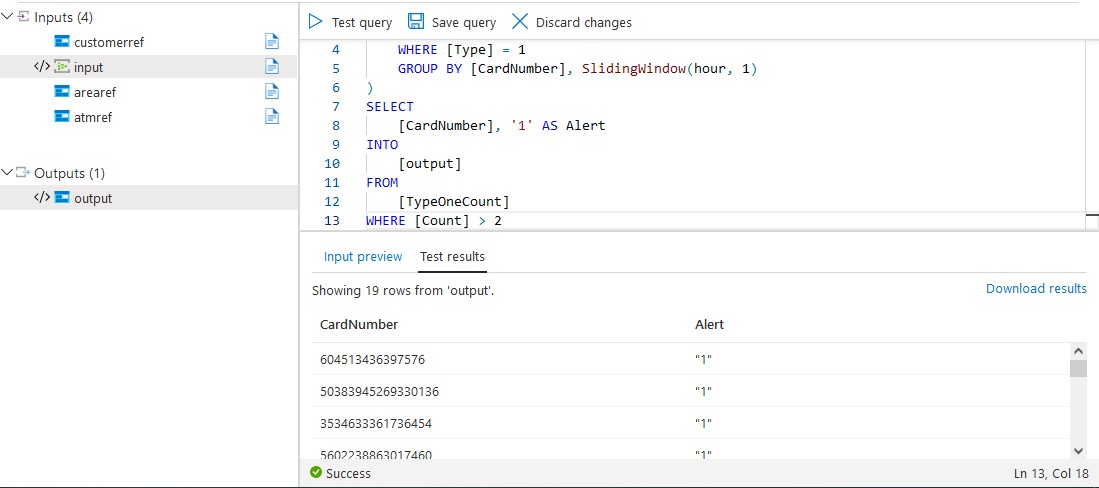 Inputs (4)
customerref
</> input
arearef
atmref
Outputs (1)
</> output
Test query Save query Discard changes
4 WHERE [Type] = 1
5 GROUP BY [CardNumber], SlidingWindow(hour, 1)
6 )
7 SELECT
8 [CardNumber], '1' AS Alert
9 INTO
10 [output]
11 FROM
12 [TypeOneCount]
13 WHERE [Count] > 2
Input preview Test results
Showing 19 rows from 'output'.
Download results
CardNumber Alert
604513436397576 "1"
50383945269330136 "1"
3534633361736454 "1"
5602238863017460 "1"
Success
Ln 13, Col 18